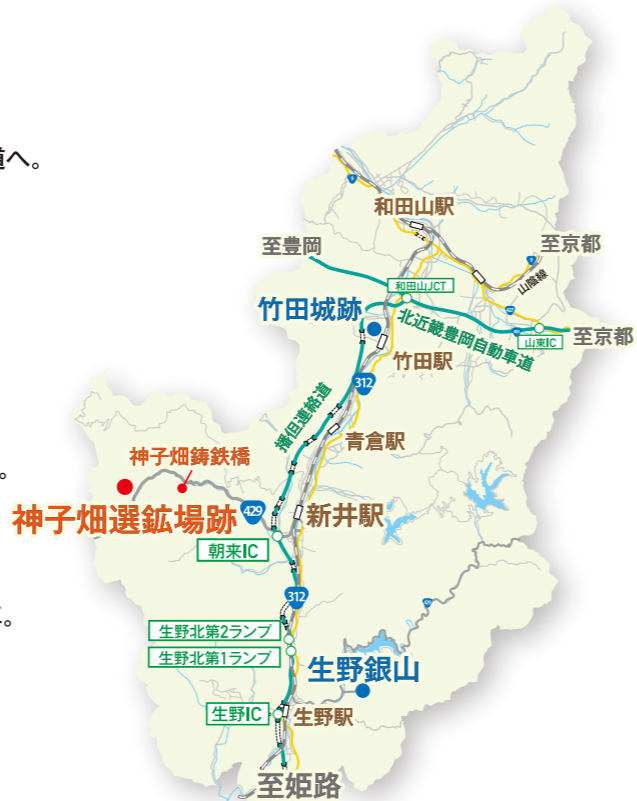 道へ。
。
。
9
和田山駅
至豊岡
至京都
9
山陰線
和田山JCT
竹田城跡
北近畿豊岡自動車道
山東IC
至京都
竹田駅
312
播但連絡道
青倉駅
神子畑鋳鉄橋
神子畑選鉱場跡
429
新井駅
朝来IC
312
生野北第2ランプ
生野北第1ランプ
生野銀山
生野IC
生野駅
至姫路